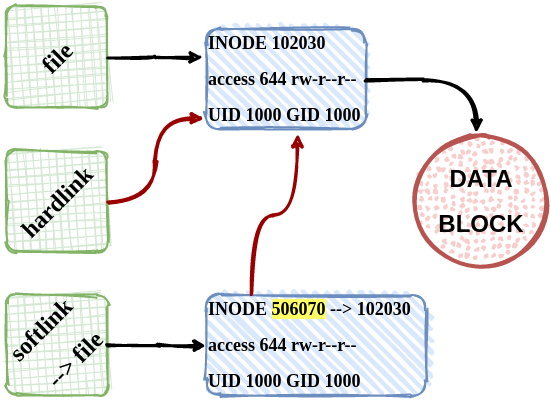 file
INODE 102030
access 644 rw-r--r--
UID 1000 GID 1000
hardlink
DATA
BLOCK
softlink
--> file
INODE 506070 --> 102030
access 644 rw-r--r--
UID 1000 GID 1000